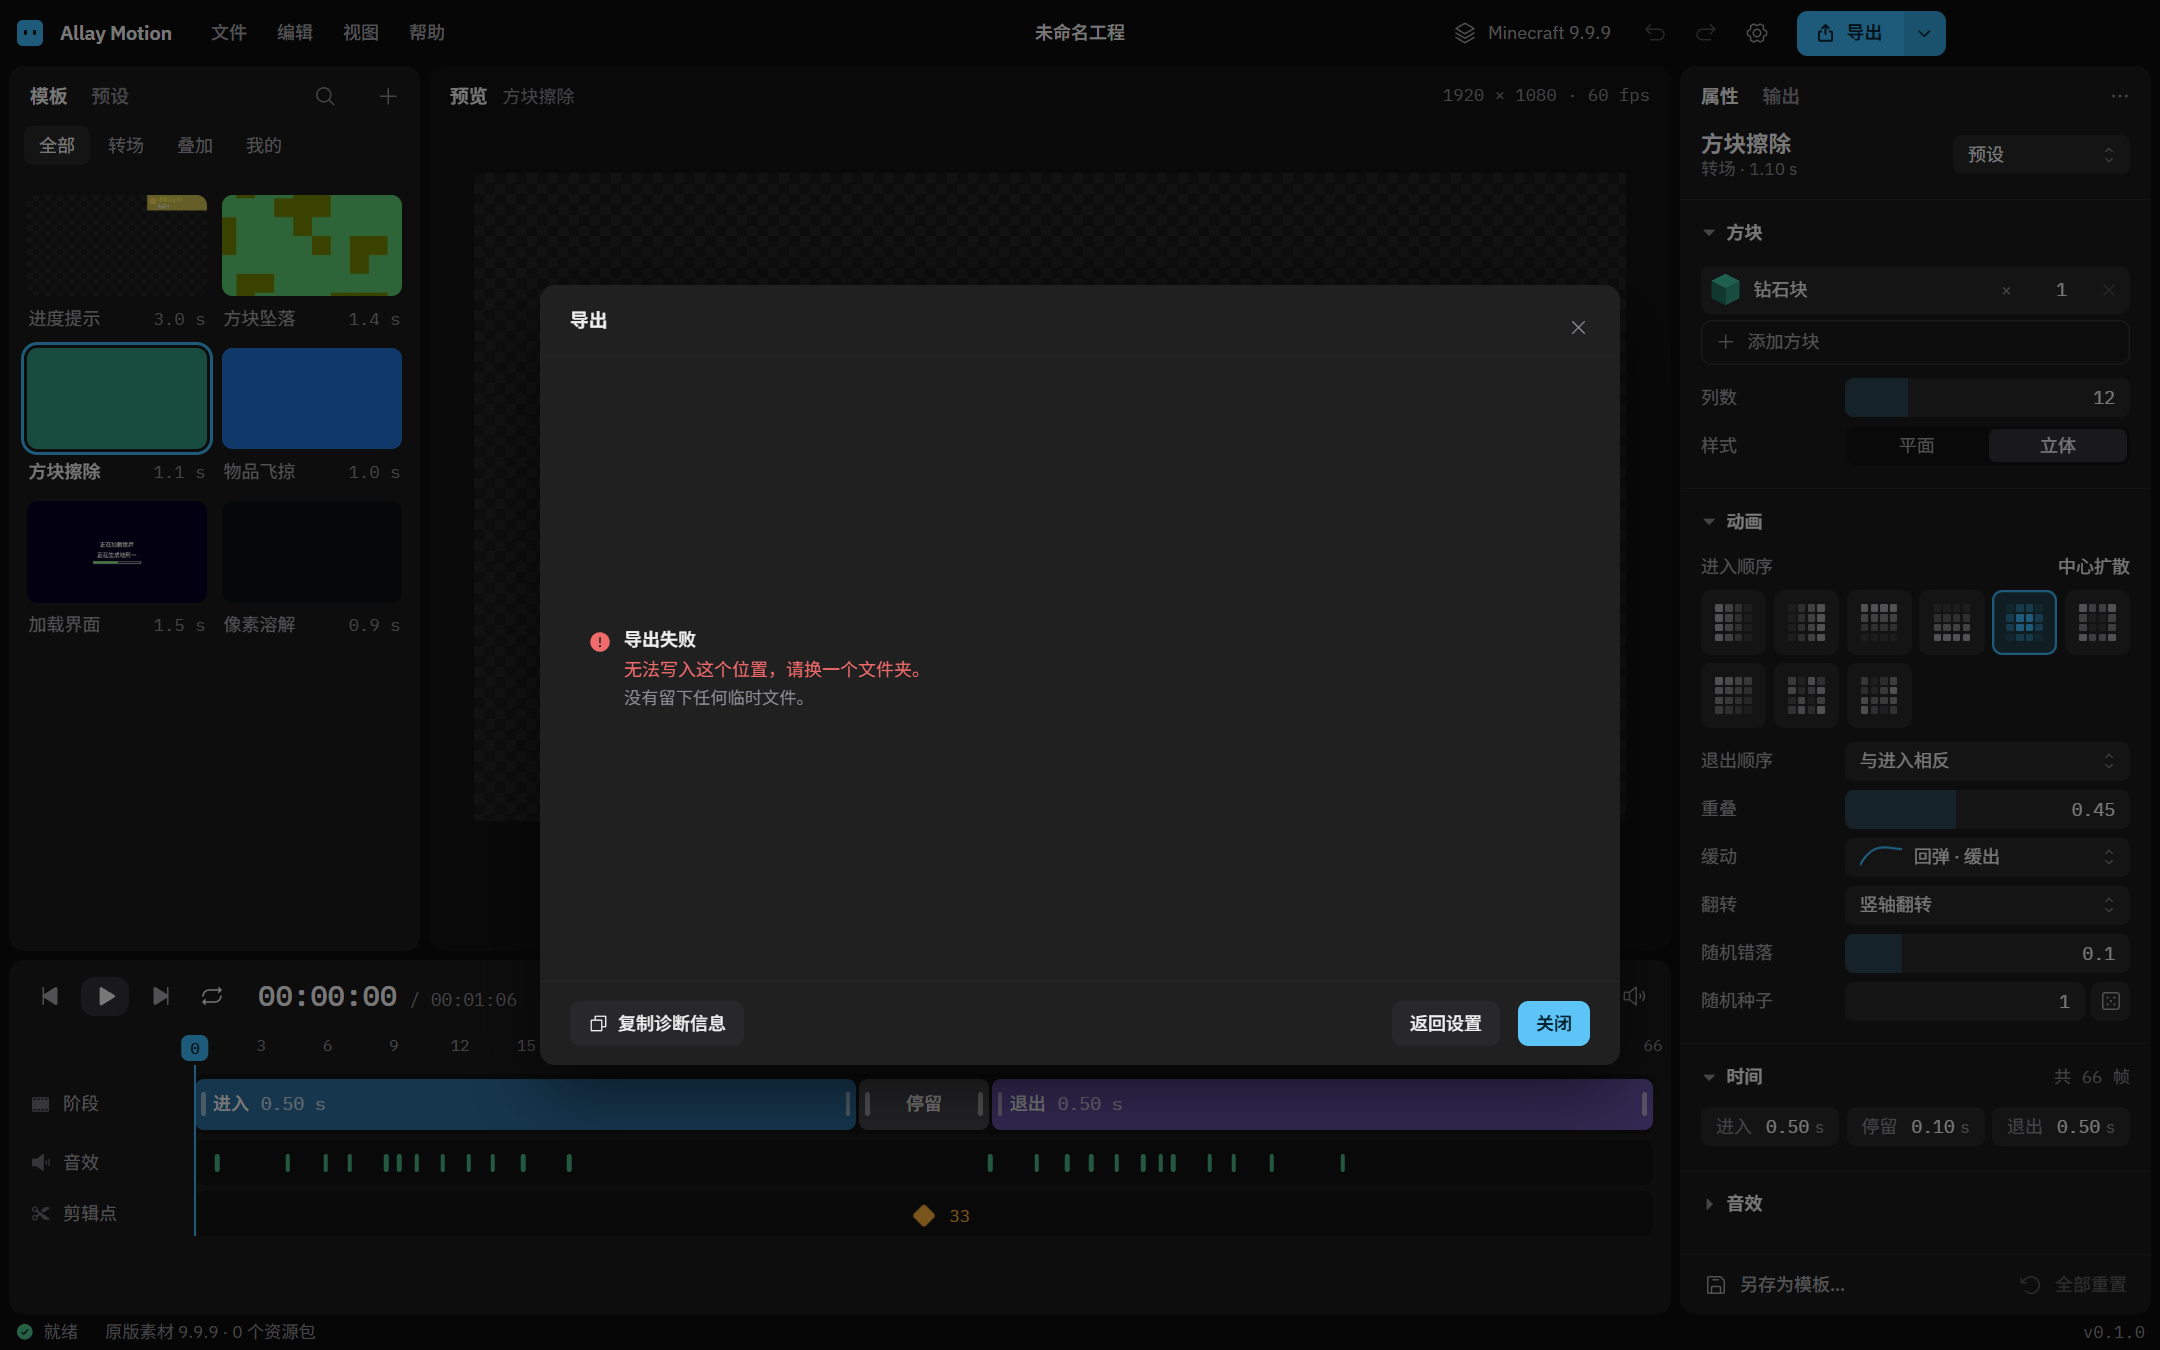 Allay Motion 文件 编辑 视图 帮助
未命名工程
Minecraft 9.9.9
导出
模板 预设
全部 转场 叠加 我的
进度提示 3.0 s
方块坠落 1.4 s
方块擦除 1.1 s
物品飞掠 1.0 s
正在加载世界
加载界面 1.5 s
像素溶解 0.9 s
预览 方块擦除
1920 × 1080 · 60 fps
导出
导出失败
无法写入这个位置，请换一个文件夹。
没有留下任何临时文件。
复制诊断信息
返回设置
关闭
属性 输出
方块擦除
转场 · 1.10 s
预设
方块
钻石块 × 1
添加方块
列数 12
样式 平面 立体
动画
进入顺序 中心扩散
退出顺序 与进入相反
重叠 0.45
缓动 回弹 · 缓出
翻转 竖轴翻转
随机错落 0.1
随机种子 1
时间 共 66 帧
进入 0.50 s 停留 0.10 s 退出 0.50 s
音效
另存为模板... 全部重置
00:00:00 / 00:01:06
0 3 6 9 12 15 66
阶段 进入 0.50 s 停留 退出 0.50 s
音效
剪辑点 33
就绪 原版素材 9.9.9 · 0 个资源包
v0.1.0